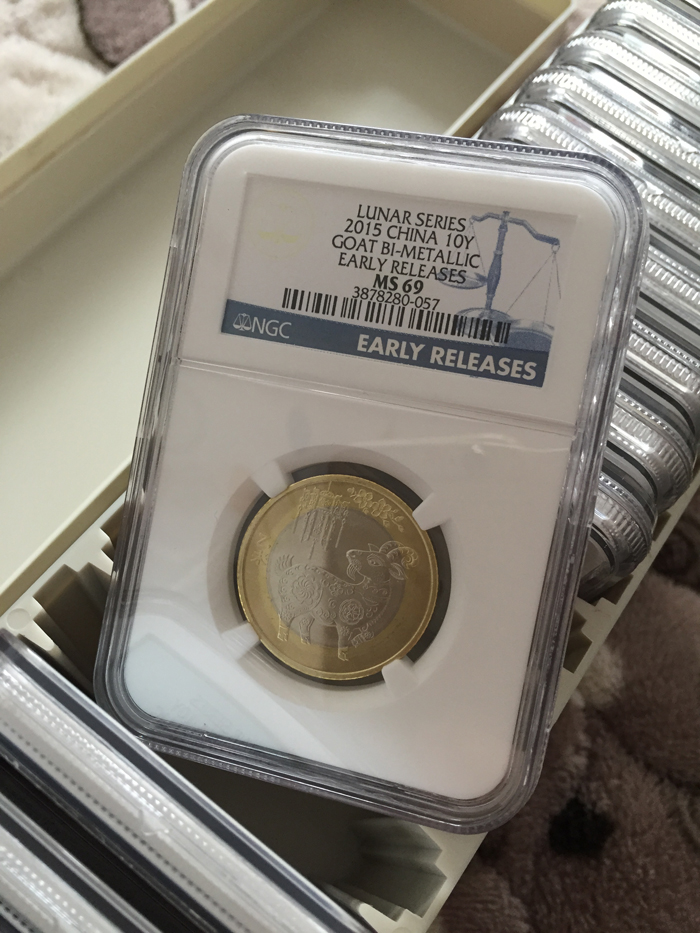 LUNAR SERIES
2015 CHINA 10Y
GOAT BI-METALLIC
EARLY RELEASES
MS 69
3878280-057
NGC
EARLY RELEASES